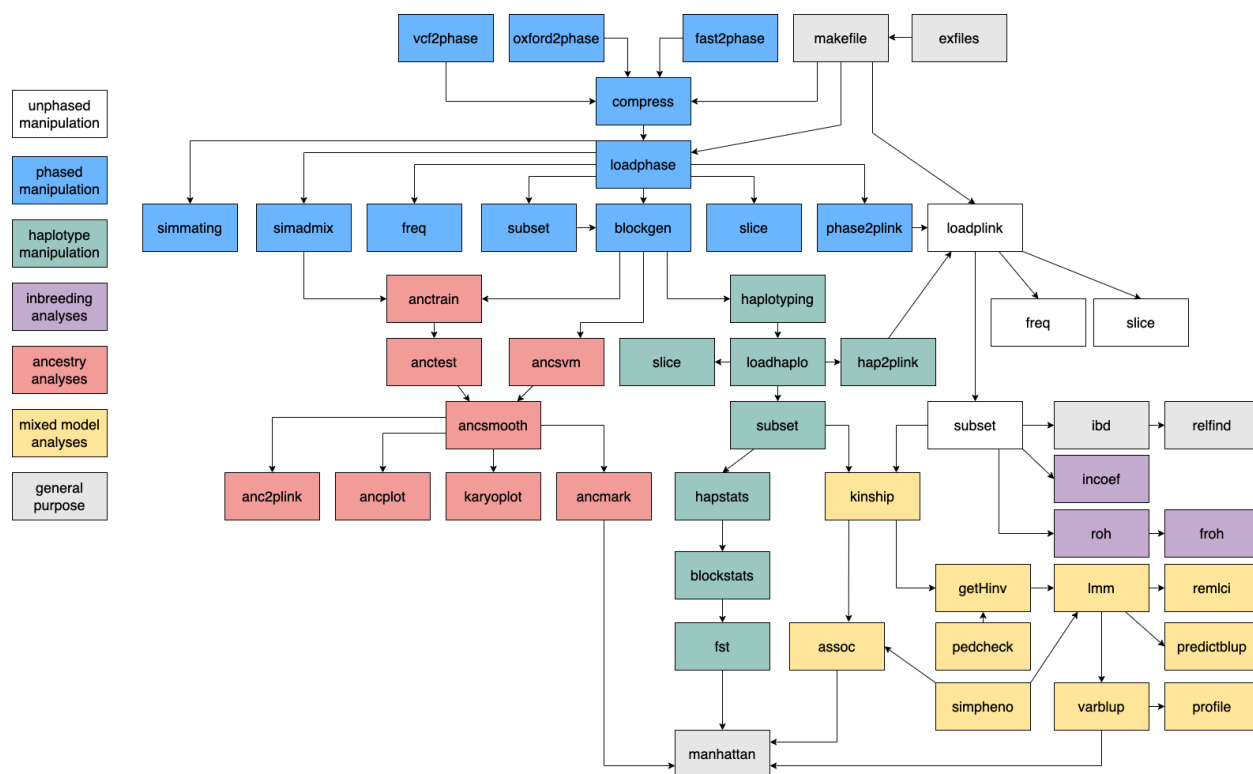 vcf2phase
oxford2phase
fast2phase
makefile
exfiles
unphased
manipulation
compress
phased
manipulation
loadphase
haplotype
manipulation
simmating
simadmix
freq
subset
blockgen
slice
phase2plink
loadplink
inbreeding
analyses
anctrain
haplotyping
freq
slice
ancestry
analyses
anctest
ancsvm
slice
loadhaplo
hap2plink
mixed model
analyses
ancsmooth
subset
subset
ibd
relfind
general
purpose
anc2plink
ancplot
karyoplot
ancmark
hapstats
kinship
incoef
roh
froh
blockstats
getHinv
lmm
remlci
fst
assoc
pedcheck
predictblup
simpheno
varblup
profile
manhattan